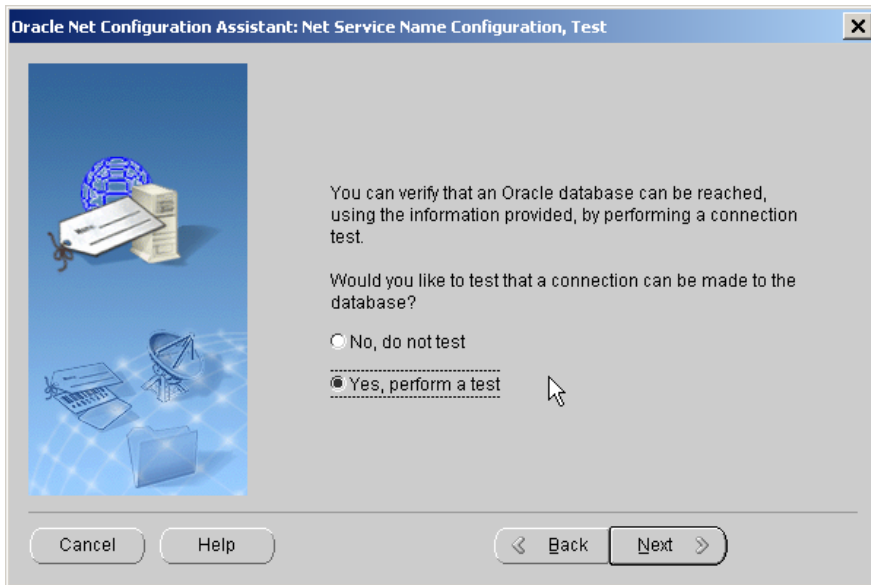 Oracle Net Configuration Assistant: Net Service Name Configuration, Test
You can verify that an Oracle database can be reached,
using the information provided, by performing a connection
test.
Would you like to test that a connection can be made to the
database?
No, do not test
Yes, perform a test
Cancel
Help
Back
Next